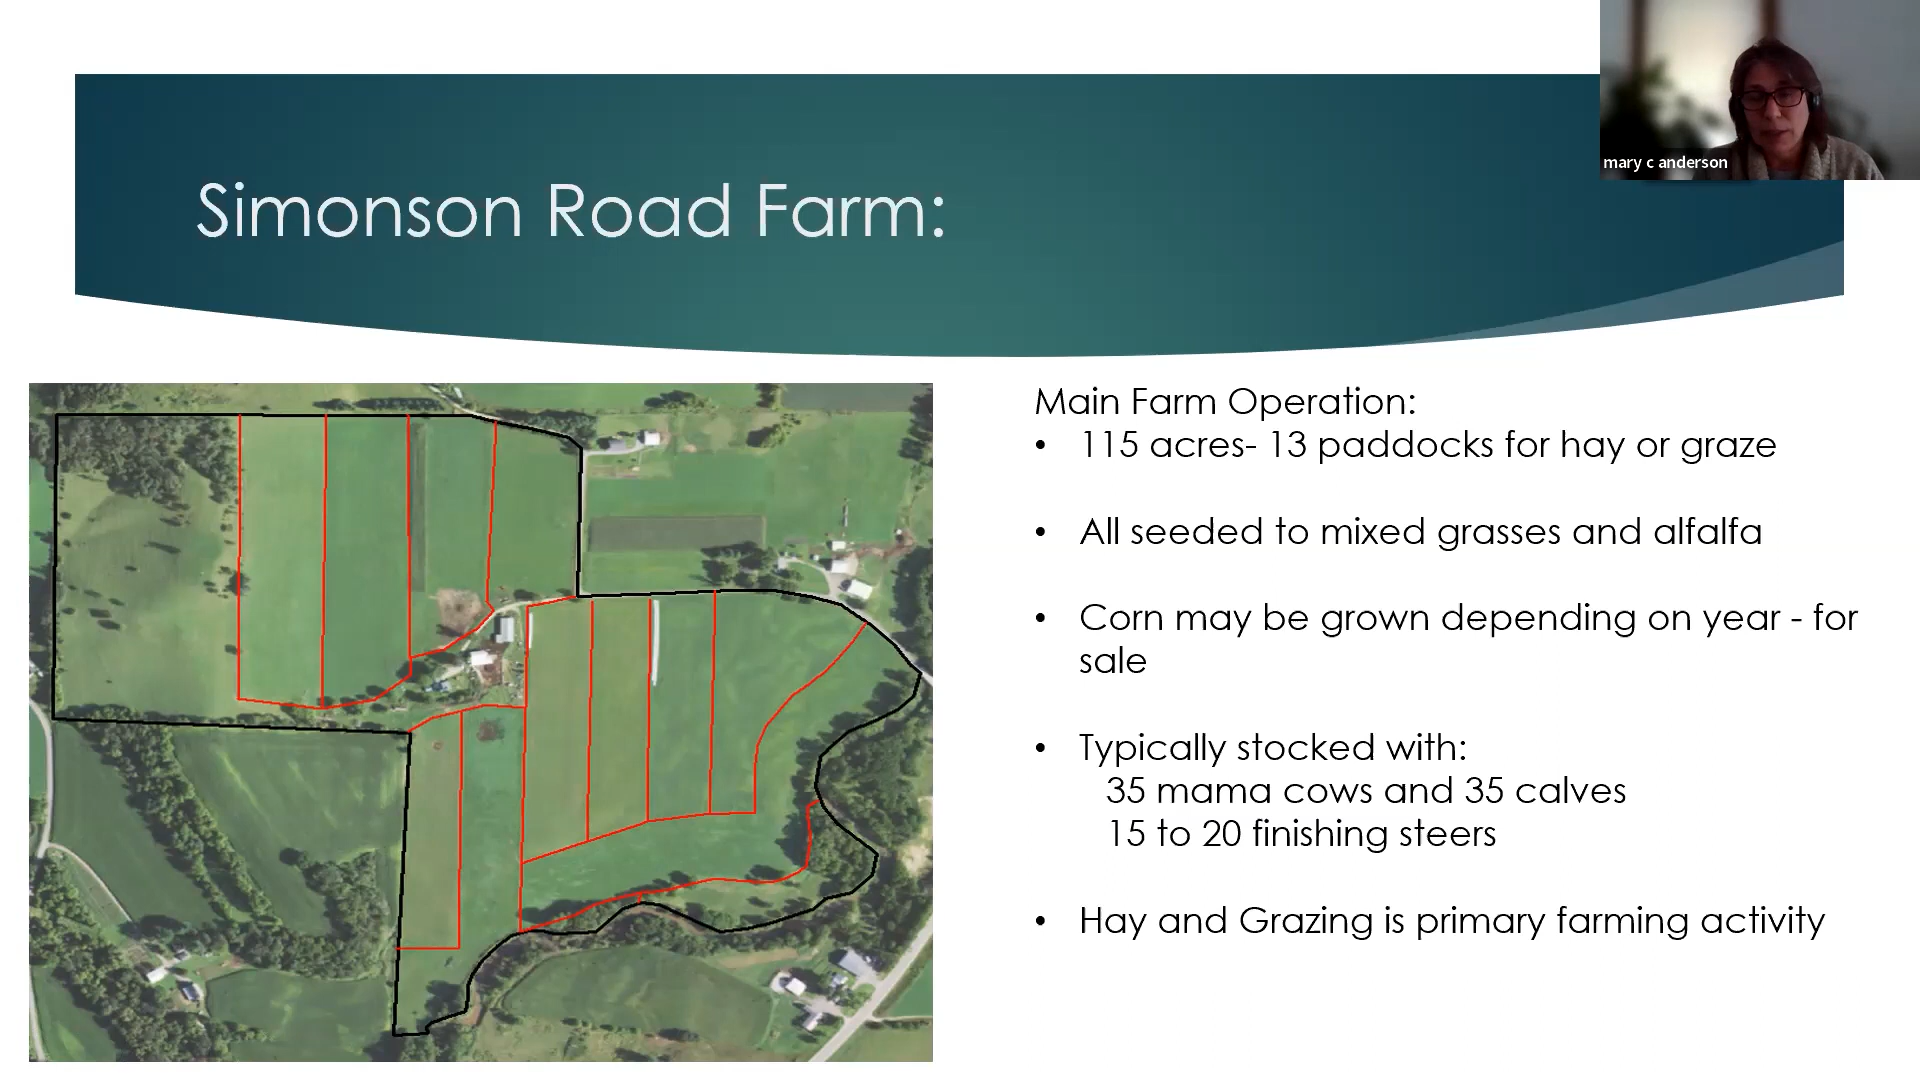 mary c anderson
Simonson Road Farm:
Main Farm Operation:
• 115 acres- 13 paddocks for hay or graze
• All seeded to mixed grasses and alfalfa
• Corn may be grown depending on year - for
sale
• Typically stocked with:
35 mama cows and 35 calves
15 to 20 finishing steers
• Hay and Grazing is primary farming activity